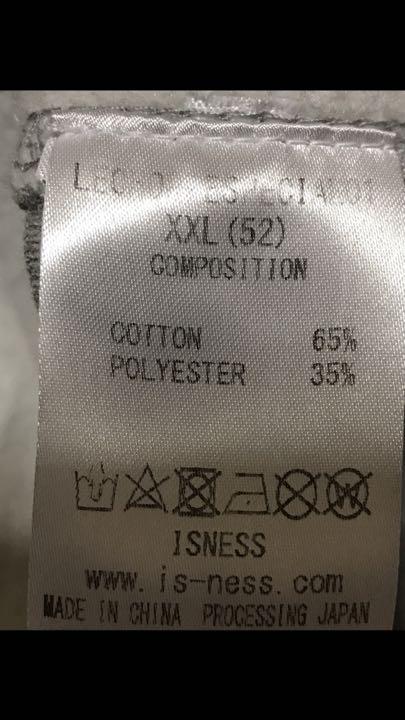 XXL (52)
COMPOSITION
COTTON 65%
POLYESTER 35%
W
ISNESS
www.is-ness.com
MADE IN CHINA PROCESSING JAPAN